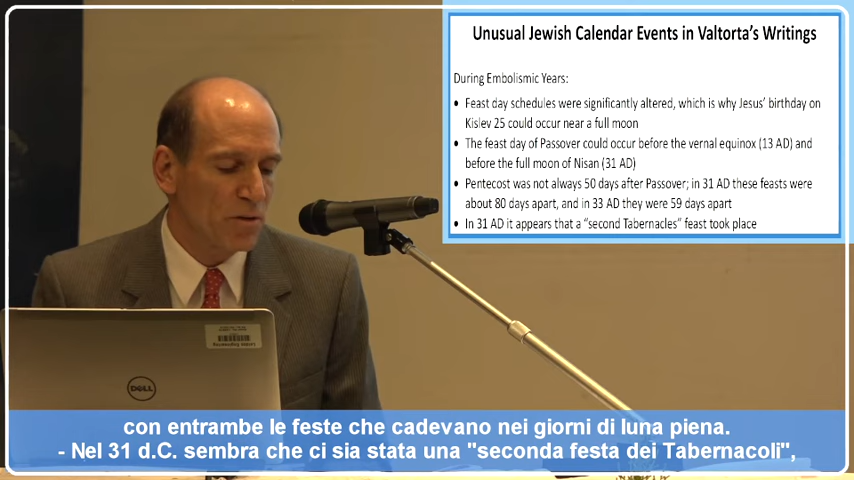 Unusual Jewish Calendar Events in Valtorta's Writings
During Embolismic Years:
• Feast day schedules were significantly altered, which is why Jesus' birthday on
Kislev 25 could occur near a full moon
• The feast day of Passover could occur before the vernal equinox (13 AD) and
before the full moon of Nisan (31 AD)
• Pentecost was not always 50 days after Passover; in 31 AD these feasts were
about 80 days apart, and in 33 AD they were 59 days apart
• In 31 AD it appears that a "second Tabernacles" feast took place
DELL
con entrambe le feste che cadevano nei giorni di luna piena.
- Nel 31 d.C. sembra che ci sia stata una "seconda festa dei Tabernacoli",